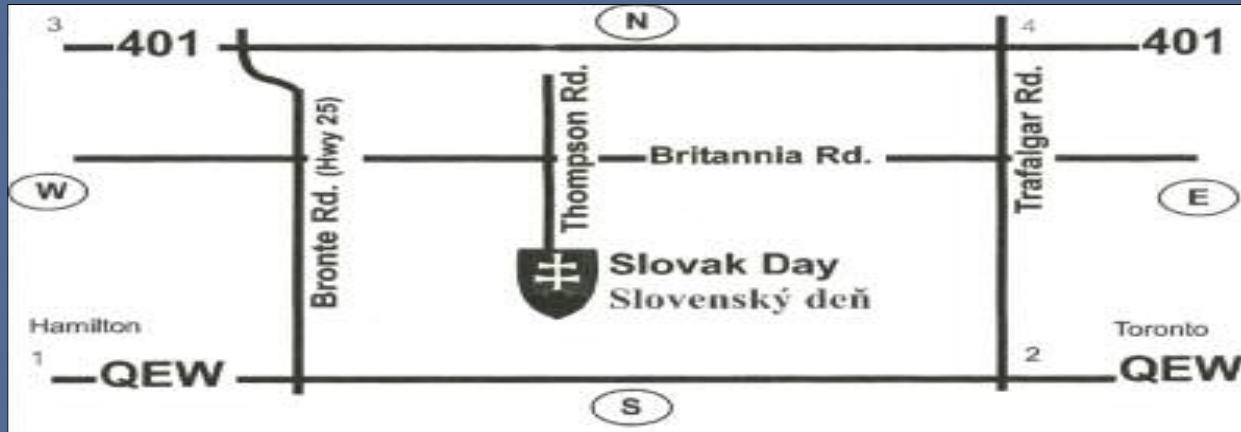 N
3
401
4
401
Thompson Rd.
Trafalgar Rd.
Bronte Rd. (Hwy 25)
Britannia Rd.
W
E
Slovak Day
Slovenský deň
Hamilton
Toronto
1
QEW
2
QEW
S